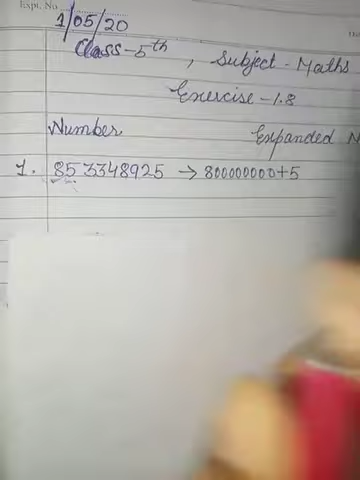 Expt. No
1/05/20
Class-5th, Subject-Maths
Exercise-1.8
Number Expanded N
1. 853348925 → 800000000+5